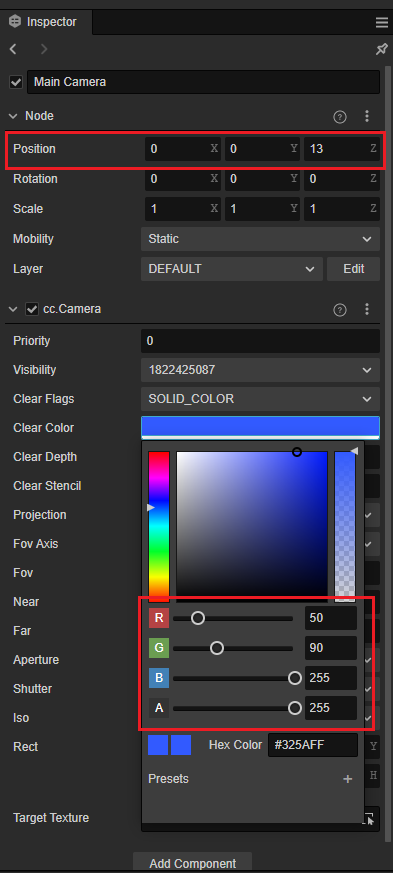 Inspector
Main Camera
Node
Position 0 X 0 Y 13 Z
Rotation 0 X 0 Y 0 Z
Scale 1 X 1 Y 1 Z
Mobility Static
Layer DEFAULT Edit
cc.Camera
Priority 0
Visibility 1822425087
Clear Flags SOLID_COLOR
Clear Color
Clear Depth
Clear Stencil
Projection
Fov Axis
Fov
Near
Far R 50
G 90
Aperture B 255
Shutter
Iso A 255
Rect Hex Color #325AFF Y
Presets + H
Target Texture
Add Component